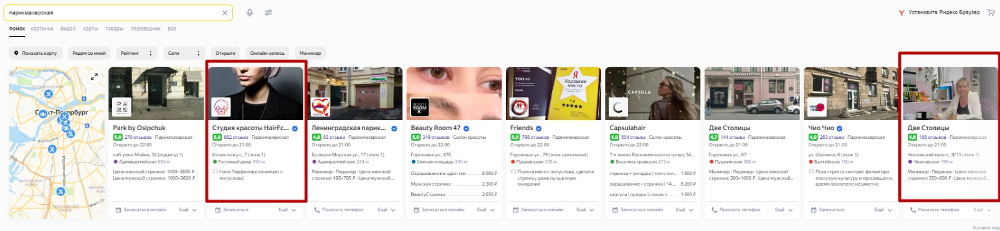 парикмахерская
Установите Яндекс Браузер
поиск картинки видео карты товары переводчик все
Показать карту Рядом со мной Рейтинг Сети Открыто Онлайн-запись Маникюр
Санкт-Петербург
PA
RK
Park by Osipchuk
5,0 270 отзывов · Парикмахерская
Открыто до 22:00
наб. реки Мойки, 30 (подъезд 1)
Адмиралтейская 650 м
Цена женской стрижки: 1000–3600 ₽ ·
Цена мужской стрижки: 1000–3600 ₽
Записаться онлайн Ещё
Студия красоты HairFc...
5,0 882 отзыва · Парикмахерская
Открыто до 21:00
Казанская ул., 7 (этаж 1)
Гостиный двор 550 м
Нати Перфилова понимает с
полуслова!
Записаться Ещё
Ленинградская парик...
4,8 83 отзыва · Парикмахерская
Открыто до 21:00
Большая Морская ул., 17 (этаж 1)
Адмиралтейская 244 м
Маникюр · Педикюр · Цена женской
стрижки: 495–795 ₽ · Цена мужской...
Показать телефон Ещё
BEAUTY
ROOM
Beauty Room 47
5,0 319 отзывов · Салон красоты
Открыто до 22:00
Гороховая ул., 47Б
Сенная площадь 330 м
Окрашивание в один тон 6 000 ₽
Мужская стрижка 2 300 ₽
BeautyСтрижка 2 650 ₽
Записаться онлайн Ещё
ТОП-10
Я
Хорошее
место
5,0
Friends
5,0 798 отзывов · Парикмахерская
Открыто до 22:00
Гороховая ул., 79 (этаж цокольный)
Пушкинская 235 м
Поняла меня с полуслова, сделала
стрижку даже лучше моих
ожиданий
Записаться онлайн Ещё
CAPSULA
Capsulahair
4,9 504 отзыва · Салон красоты
Открыто до 22:00
7-я линия Васильевского острова, 34 ...
Василеостровская 272 м
стрижка + укладка | топ-стил... 1 600 ₽
окрашивание + стрижка | 14 ... 6 200 ₽
капсула | прядки | стилист 1 600 ₽
Записаться онлайн Ещё
ПАРИКМАХЕРСКАЯ
Две Столицы
4,7 144 отзыва · Парикмахерская
Открыто до 21:00
Гороховая ул., 67
Пушкинская 380 м
Маникюр · Педикюр · Цена женской
стрижки: 300–1000 ₽ · Цена мужской...
Показать телефон Ещё
ЧИО
ЧИО
Чио Чио
4,9 263 отзыва · Парикмахерская
Открыто до 21:00
ул. Шкапина, 6 (этаж 1)
Балтийская 160 м
Пока стригся смотрел фильм про
японскую культуру и просвещался,
время пролетело незаметно
Записаться Ещё
Две Столицы
4,6 108 отзывов · Парикмахерская
Открыто до 21:00
Чкаловский просп., 9/13 (этаж 1)
Чкаловская 198 м
Маникюр · Педикюр · Цена женской
стрижки: 350–600 ₽ · Цена мужской...
Показать телефон Ещё
Условия под